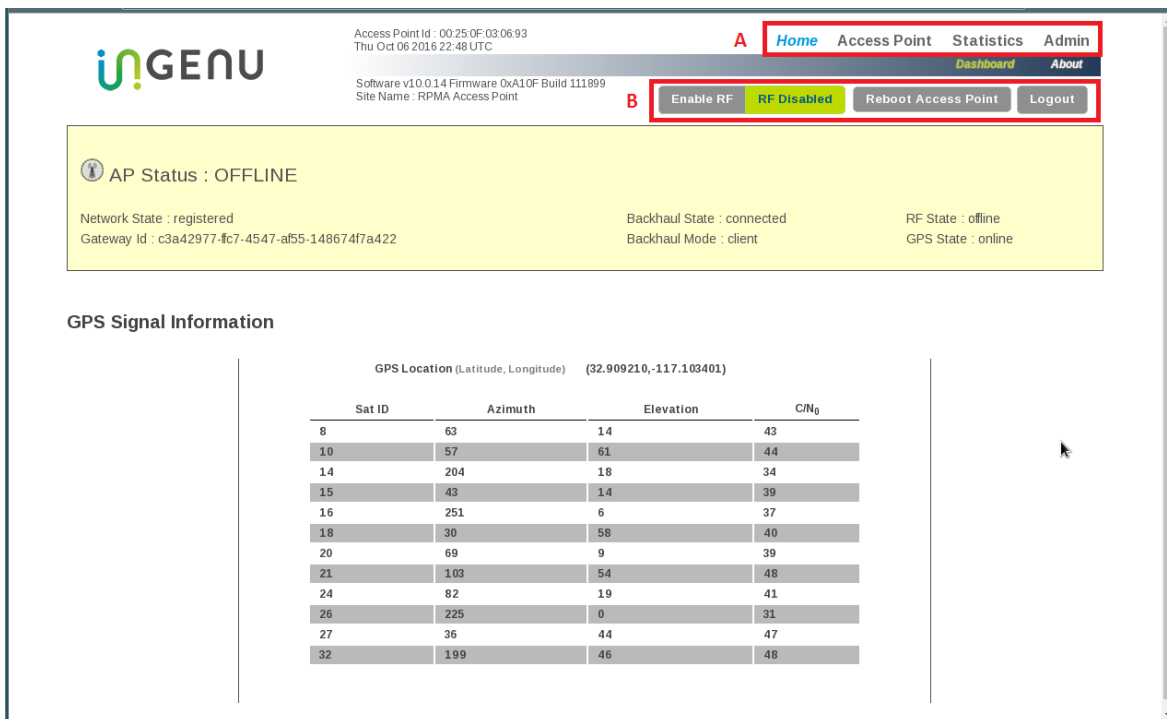 inGENU
Access Point Id : 00:25:0F:03:06:93
Thu Oct 06 2016 22:48 UTC
A
Home Access Point Statistics Admin
Dashboard About
Software v10.0.14 Firmware 0xA10F Build 111899
Site Name : RPMA Access Point
B
Enable RF RF Disabled Reboot Access Point Logout
AP Status : OFFLINE
Network State : registered Backhaul State : connected RF State : offline
Gateway Id : c3a42977-ffc7-4547-af55-148674f7a422 Backhaul Mode : client GPS State : online
GPS Signal Information
GPS Location (Latitude, Longitude) (32.909210,-117.103401)
Sat ID Azimuth Elevation C/N0
8 63 14 43
10 57 61 44
14 204 18 34
15 43 14 39
16 251 6 37
18 30 58 40
20 69 9 39
21 103 54 48
24 82 19 41
26 225 0 31
27 36 44 47
32 199 46 48